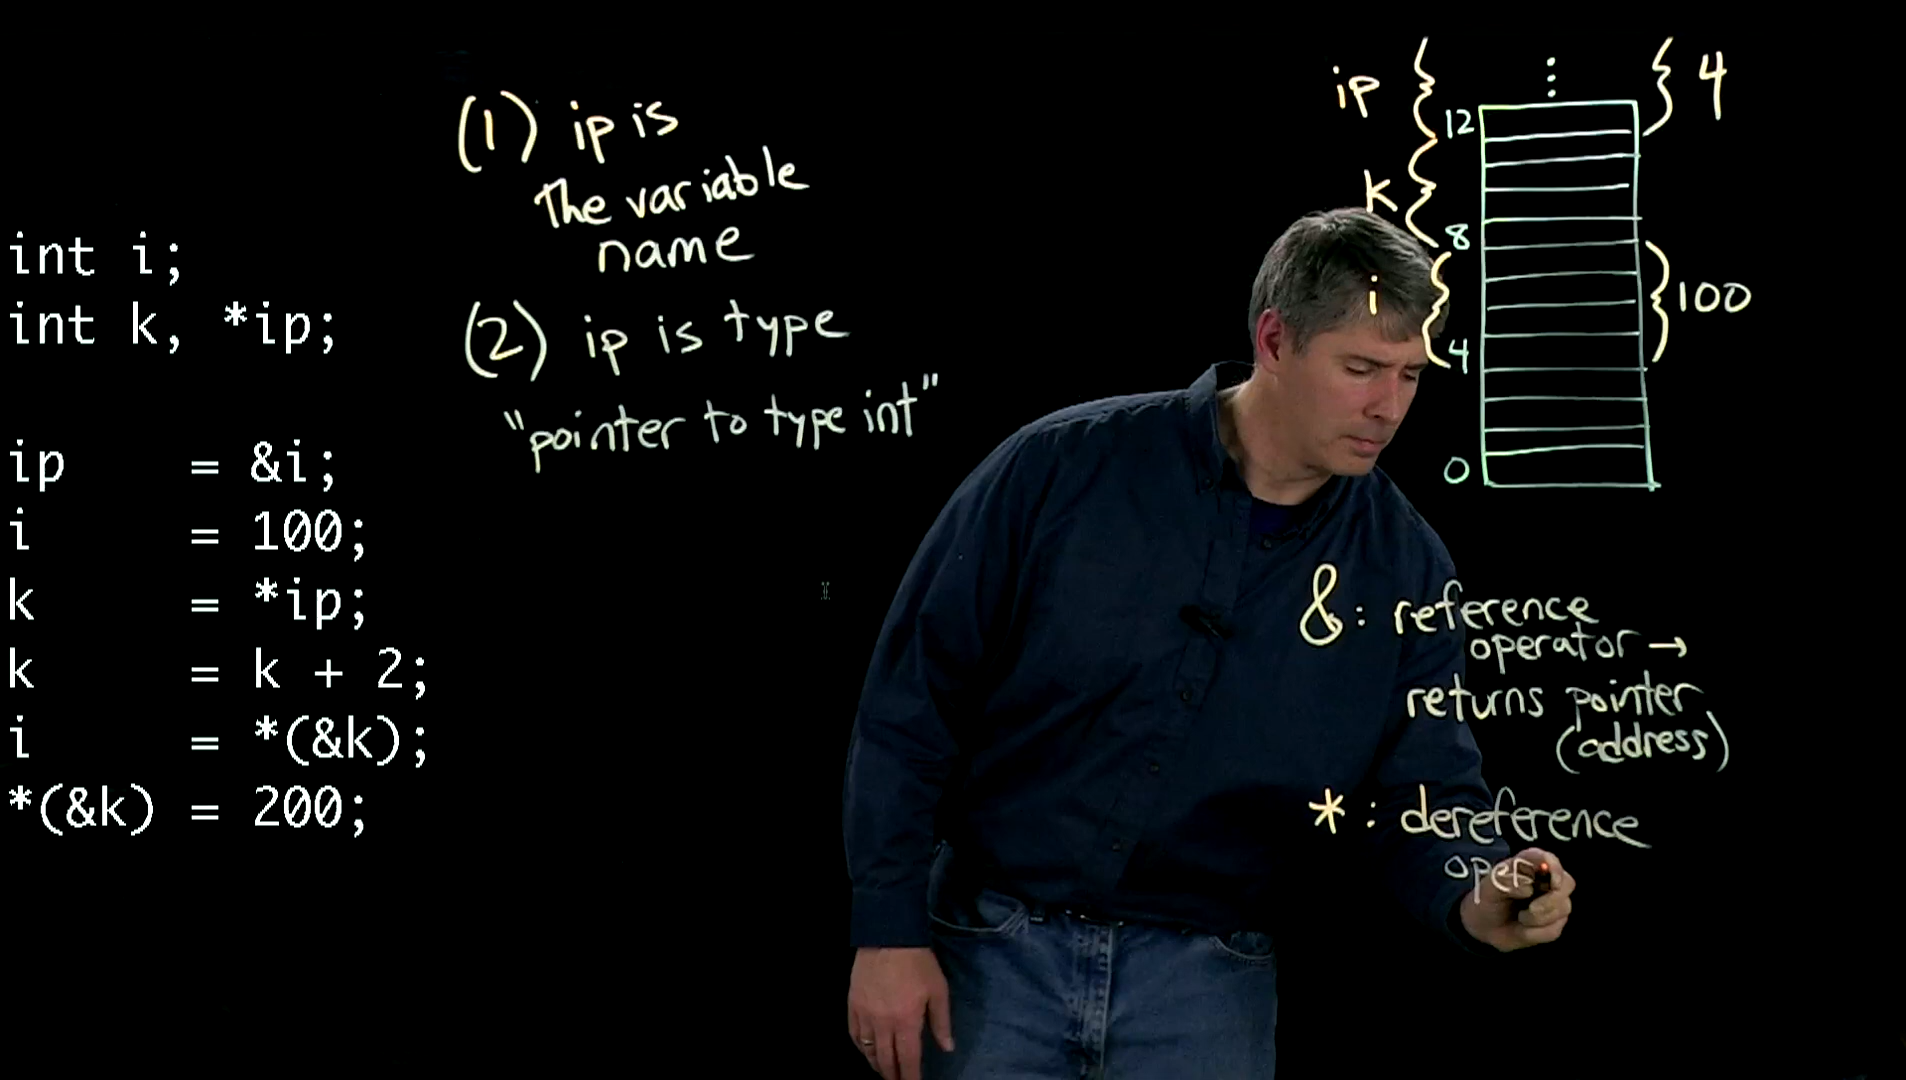 int i;
int k, *ip;
ip = &i;
i = 100;
k = *ip;
k = k + 2;
i = *(&k);
*(&k) = 200;
(1) ip is
the variable
name
(2) ip is type
"pointer to type int"
ip
12
4
k
8
i
100
4
0
&: reference
operator →
returns pointer
(address)
*: dereference
oper